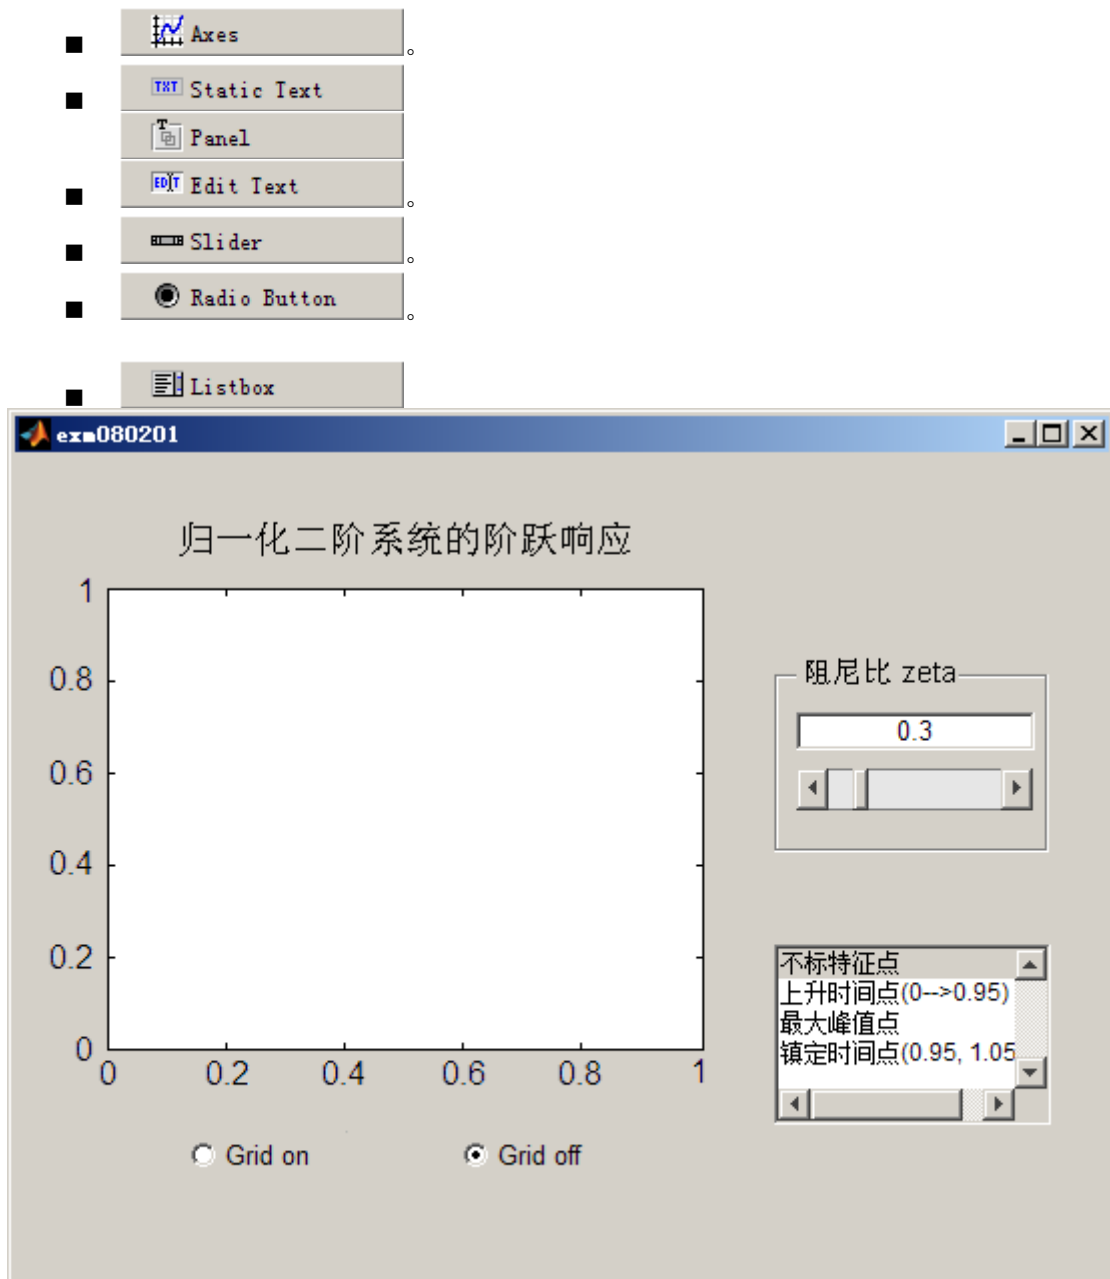 ■ Axes。
■ TXT Static Text
T Panel
■ EDIT Edit Text。
■ Slider。
■ Radio Button。
■ Listbox
exm080201
归一化二阶系统的阶跃响应
1
0.8
0.6
0.4
0.2
0
0 0.2 0.4 0.6 0.8 1
阻尼比 zeta
0.3
不标特征点
上升时间点(0-->0.95)
最大峰值点
镇定时间点(0.95, 1.05
Grid on Grid off